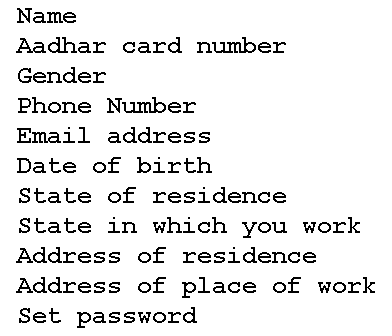 Name
Aadhar card number
Gender
Phone Number
Email address
Date of birth
State of residence
State in which you work
Address of residence
Address of place of work
Set password